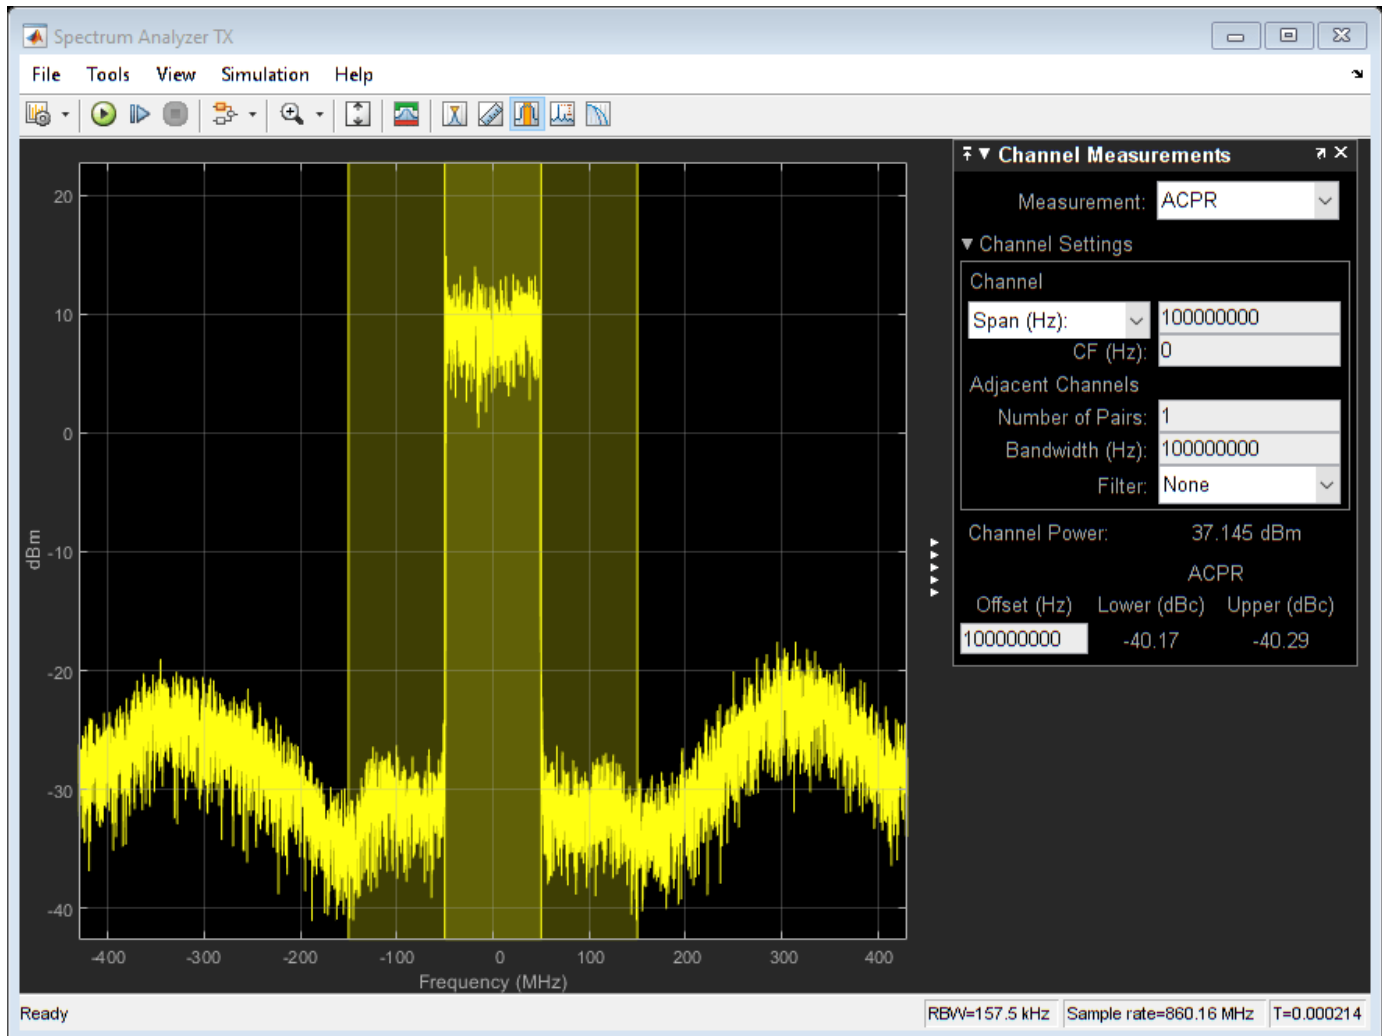 Spectrum Analyzer TX
File Tools View Simulation Help
20
10
0
-10
-20
-30
-40
dBm
-400 -300 -200 -100 0 100 200 300 400
Frequency (MHz)
Channel Measurements
Measurement: ACPR
Channel Settings
Channel
Span (Hz): 100000000
CF (Hz): 0
Adjacent Channels
Number of Pairs: 1
Bandwidth (Hz): 100000000
Filter: None
Channel Power: 37.145 dBm
ACPR
Offset (Hz) Lower (dBc) Upper (dBc)
100000000 -40.17 -40.29
Ready RBW=157.5 kHz Sample rate=860.16 MHz T=0.000214